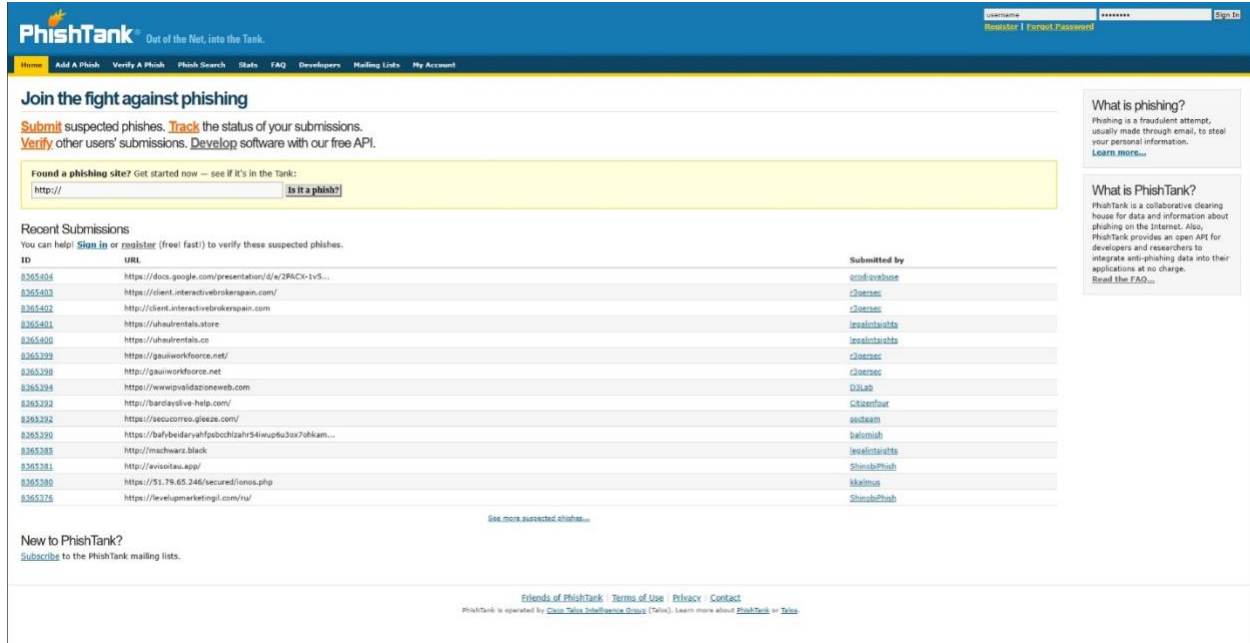 PhishTank® Out of the Net, into the Tank.
username ******** Sign In
Register | Forgot Password
Home Add A Phish Verify A Phish Phish Search Stats FAQ Developers Mailing Lists My Account
Join the fight against phishing
Submit suspected phishes. Track the status of your submissions.
Verify other users' submissions. Develop software with our free API.
Found a phishing site? Get started now — see if it's in the Tank:
http:// Is it a phish?
Recent Submissions
You can help! Sign in or register (free! fast!) to verify these suspected phishes.
ID URL Submitted by
8365404 https://docs.google.com/presentation/d/e/2PACX-1vS... prodigyabuse
8365403 https://client.interactivebrokerspain.com/ r3gersec
8365402 http://client.interactivebrokerspain.com r3gersec
8365401 https://uhaulrentals.store legalintsights
8365400 https://uhaulrentals.co legalintsights
8365399 https://gauiiworkfoorce.net/ r3gersec
8365398 http://gauiiworkfoorce.net r3gersec
8365394 https://wwwipvalidazioneweb.com D3Lab
8365393 http://barclayslive-help.com/ Citizenfour
8365392 https://secucorreo.gleeze.com/ socteam
8365390 balomish
8365385 http://mschwarz.black legalintsights
8365381 http://avisoitau.app/ ShinobiPhish
8365380 https://51.79.65.246/secured/ionos.php kkelmus
8365376 https://levelupmarketingil.com/ru/ ShinobiPhish
See more suspected phishes...
New to PhishTank?
Subscribe to the PhishTank mailing lists.
What is phishing?
Phishing is a fraudulent attempt,
usually made through email, to steal
your personal information.
Learn more...
What is PhishTank?
PhishTank is a collaborative clearing
house for data and information about
phishing on the Internet. Also,
PhishTank provides an open API for
developers and researchers to
integrate anti-phishing data into their
applications at no charge.
Read the FAQ...
Friends of PhishTank | Terms of Use | Privacy | Contact
PhishTank is operated by Cisco Talos Intelligence Group (Talos). Learn more about PhishTank or Talos.